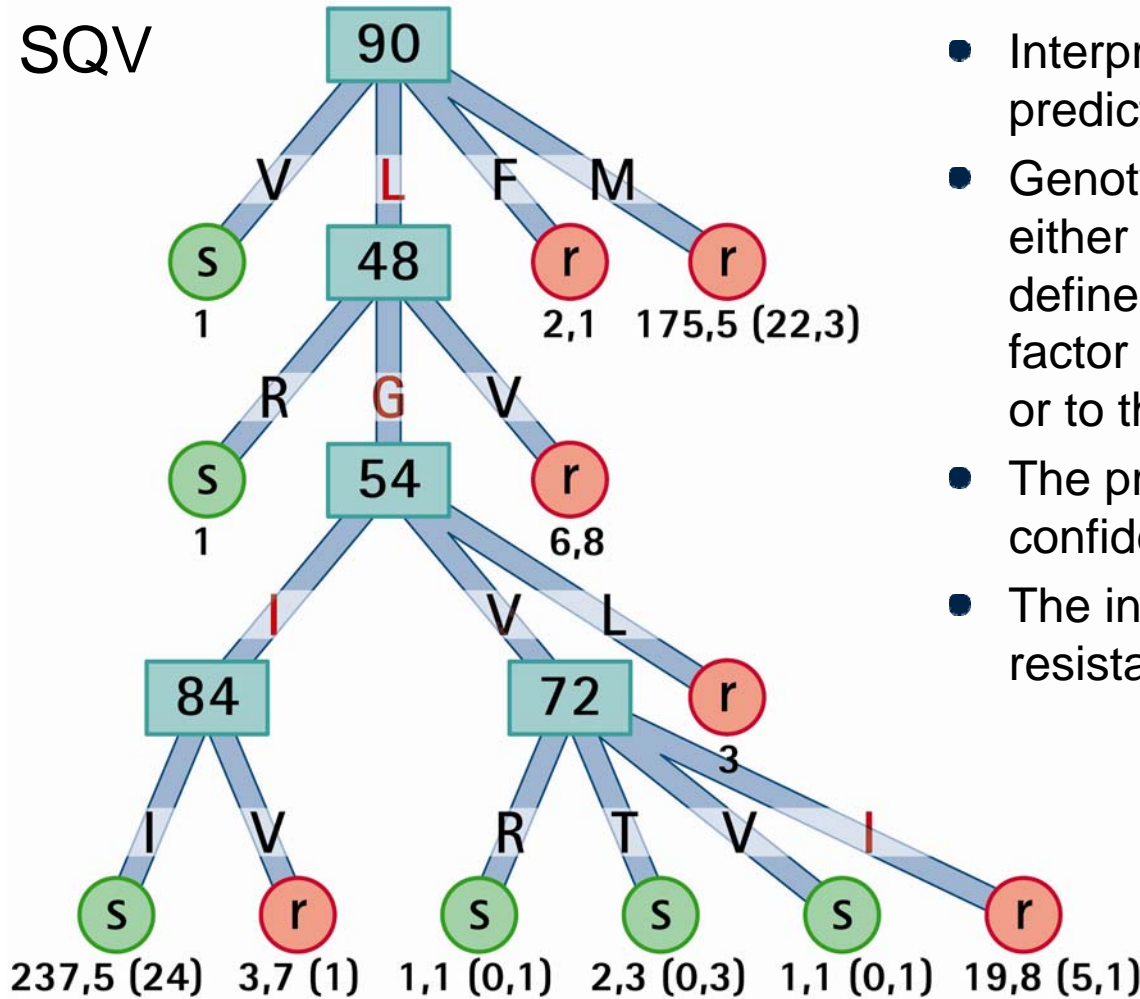 SQV
90
V L F M
s 48 r r
1 2,1 175,5 (22,3)
R G V
s 54 r
1 6,8
I V L
84 72 r
3
I V R T V I
s r s s s r
237,5 (24) 3,7 (1) 1,1 (0,1) 2,3 (0,3) 1,1 (0,1) 19,8 (5,1)
• Interpr
predict
• Genot
either
define
factor
or to th
• The pr
confide
• The in
resista